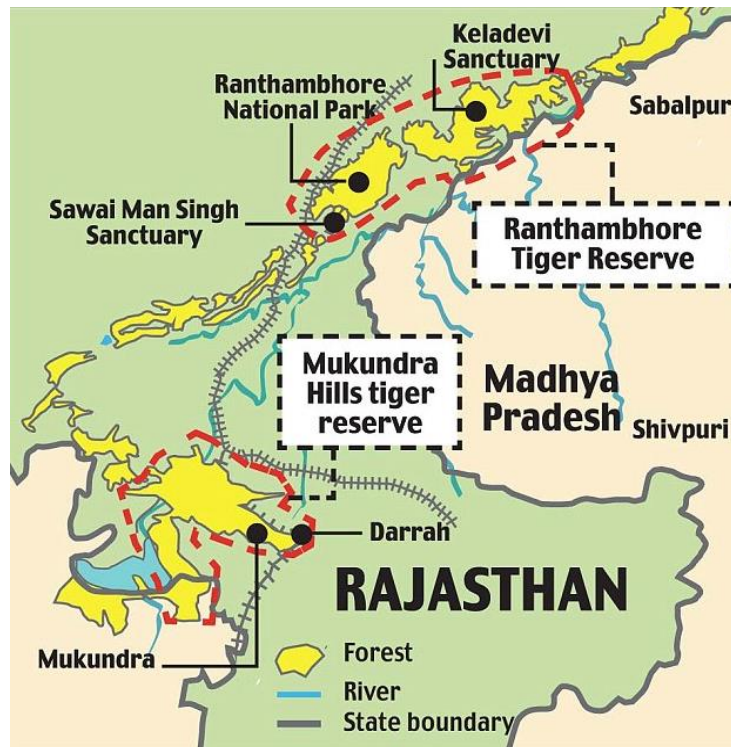 Keladevi
Sanctuary
Ranthambhore
National Park
Sabalpur
Sawai Man Singh
Sanctuary
Ranthambhore
Tiger Reserve
Mukundra
Hills tiger
reserve
Madhya
Pradesh
Shivpuri
Darrah
RAJASTHAN
Mukundra
Forest
River
State boundary